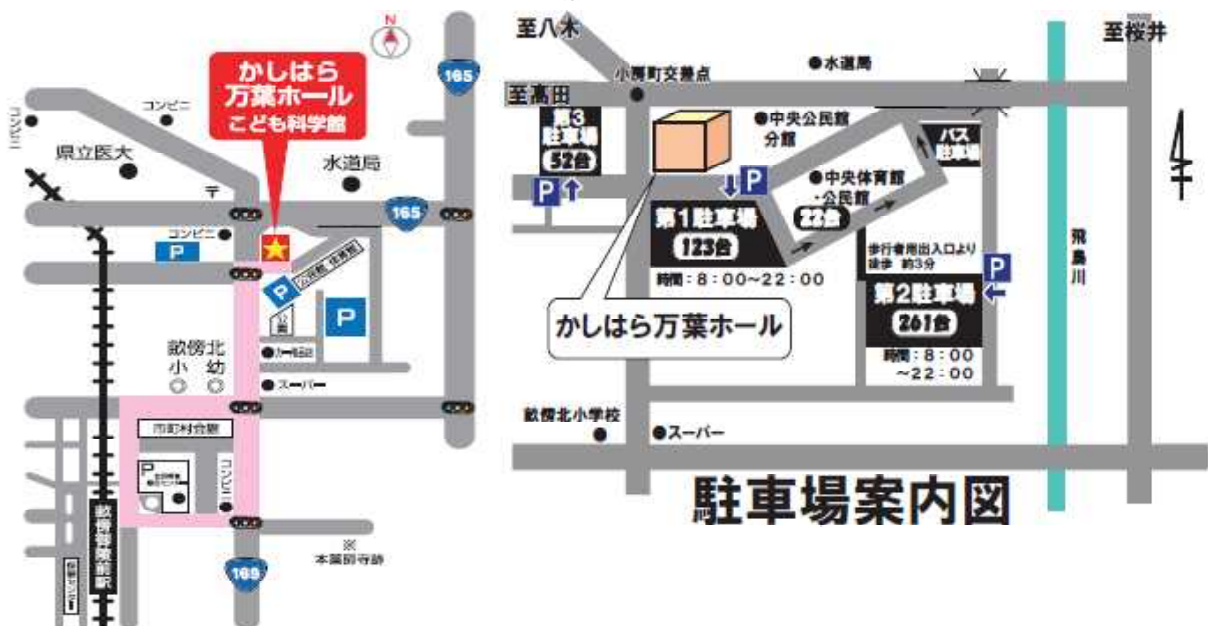 N
かしはら
万葉ホール
こども科学館
165
コンビニ
コンビニ
県立医大
水道局
〒
165
コンビニ
P
公民館 体育館
P
P
公園
畝傍北
小 幼
スーパー
市町村会館
P
コンビニ
畝傍御陵前駅
※
本薬師寺跡
169
至八木
至桜井
小房町交差点
水道局
至高田
第3
駐車場
52台
中央公民館
分館
バス
駐車場
P
P
中央体育館
・公民館
22台
第1駐車場
123台
時間:8:00~22:00
歩行者用出入口より
徒歩 約3分
P
飛鳥川
第2駐車場
261台
かしはら万葉ホール
時間:8:00
~22:00
畝傍北小学校
スーパー
駐車場案内図